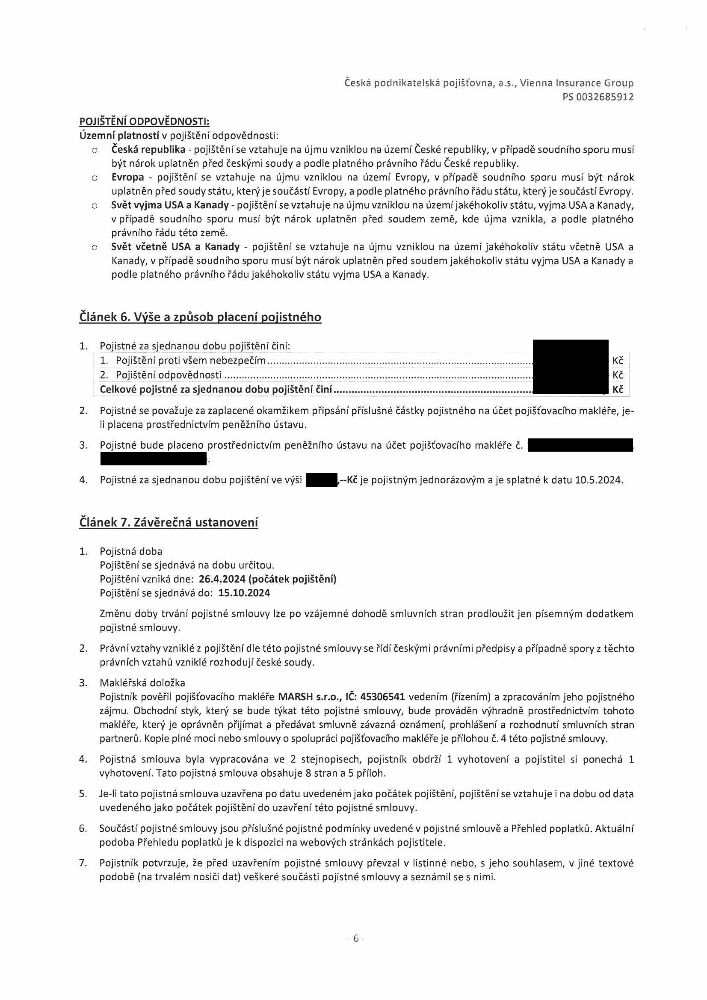 Česká podnikatelská pojišťovna, a.s., Vienna Insurance Group
PS 0032685912
POJIŠTĚNÍ ODPOVĚDNOSTI:
Územní platností v pojištění odpovědnosti:
o Česká republika - pojištění se vztahuje na újmu vzniklou na území České republiky, v případě soudního sporu musí
být nárok uplatněn před českými soudy a podle platného právního řádu České republiky.
o Evropa - pojištění se vztahuje na újmu vzniklou na území Evropy, v případě soudního sporu musí být nárok
uplatněn před soudy státu, který je součástí Evropy, a podle platného právního řádu státu, který je součástí Evropy.
o Svět vyjma USA a Kanady - pojištění se vztahuje na újmu vzniklou na území jakéhokoliv státu, vyjma USA a Kanady,
v případě soudního sporu musí být nárok uplatněn před soudem země, kde újma vznikla, a podle platného
právního řádu této země.
o Svět včetně USA a Kanady - pojištění se vztahuje na újmu vzniklou na území jakéhokoliv státu včetně USA a
Kanady, v případě soudního sporu musí být nárok uplatněn před soudem jakéhokoliv státu vyjma USA a Kanady a
podle platného právního řádu jakéhokoliv státu vyjma USA a Kanady.
Článek 6. Výše a způsob placení pojistného
1. Pojistné za sjednanou dobu pojištění činí:
1. Pojištění proti všem nebezpečím........ Kč
2. Pojištění odpovědnosti ........ Kč
Celkové pojistné za sjednanou dobu pojištění činí........ Kč
2. Pojistné se považuje za zaplacené okamžikem připsání příslušné částky pojistného na účet pojišťovacího makléře, je-
li placena prostřednictvím peněžního ústavu.
3. Pojistné bude placeno prostřednictvím peněžního ústavu na účet pojišťovacího makléře č.
.
4. Pojistné za sjednanou dobu pojištění ve výši ,--Kč je pojistným jednorázovým a je splatné k datu 10.5.2024.
Článek 7. Závěrečná ustanovení
1. Pojistná doba
Pojištění se sjednává na dobu určitou.
Pojištění vzniká dne: 26.4.2024 (počátek pojištění)
Pojištění se sjednává do: 15.10.2024
Změnu doby trvání pojistné smlouvy lze po vzájemné dohodě smluvních stran prodloužit jen písemným dodatkem
pojistné smlouvy.
2. Právní vztahy vzniklé z pojištění dle této pojistné smlouvy se řídí českými právními předpisy a případné spory z těchto
právních vztahů vzniklé rozhodují české soudy.
3. Makléřská doložka
Pojistník pověřil pojišťovacího makléře MARSH s.r.o., IČ: 45306541 vedením (řízením) a zpracováním jeho pojistného
zájmu. Obchodní styk, který se bude týkat této pojistné smlouvy, bude prováděn výhradně prostřednictvím tohoto
makléře, který je oprávněn přijímat a předávat smluvně závazná oznámení, prohlášení a rozhodnutí smluvních stran
partnerů. Kopie plné moci nebo smlouvy o spolupráci pojišťovacího makléře je přílohou č. 4 této pojistné smlouvy.
4. Pojistná smlouva byla vypracována ve 2 stejnopisech, pojistník obdrží 1 vyhotovení a pojistitel si ponechá 1
vyhotovení. Tato pojistná smlouva obsahuje 8 stran a 5 příloh.
5. Je-li tato pojistná smlouva uzavřena po datu uvedeném jako počátek pojištění, pojištění se vztahuje i na dobu od data
uvedeného jako počátek pojištění do uzavření této pojistné smlouvy.
6. Součástí pojistné smlouvy jsou příslušné pojistné podmínky uvedené v pojistné smlouvě a Přehled poplatků. Aktuální
podoba Přehledu poplatků je k dispozici na webových stránkách pojistitele.
7. Pojistník potvrzuje, že před uzavřením pojistné smlouvy převzal v listinné nebo, s jeho souhlasem, v jiné textové
podobě (na trvalém nosiči dat) veškeré součásti pojistné smlouvy a seznámil se s nimi.
- 6 -